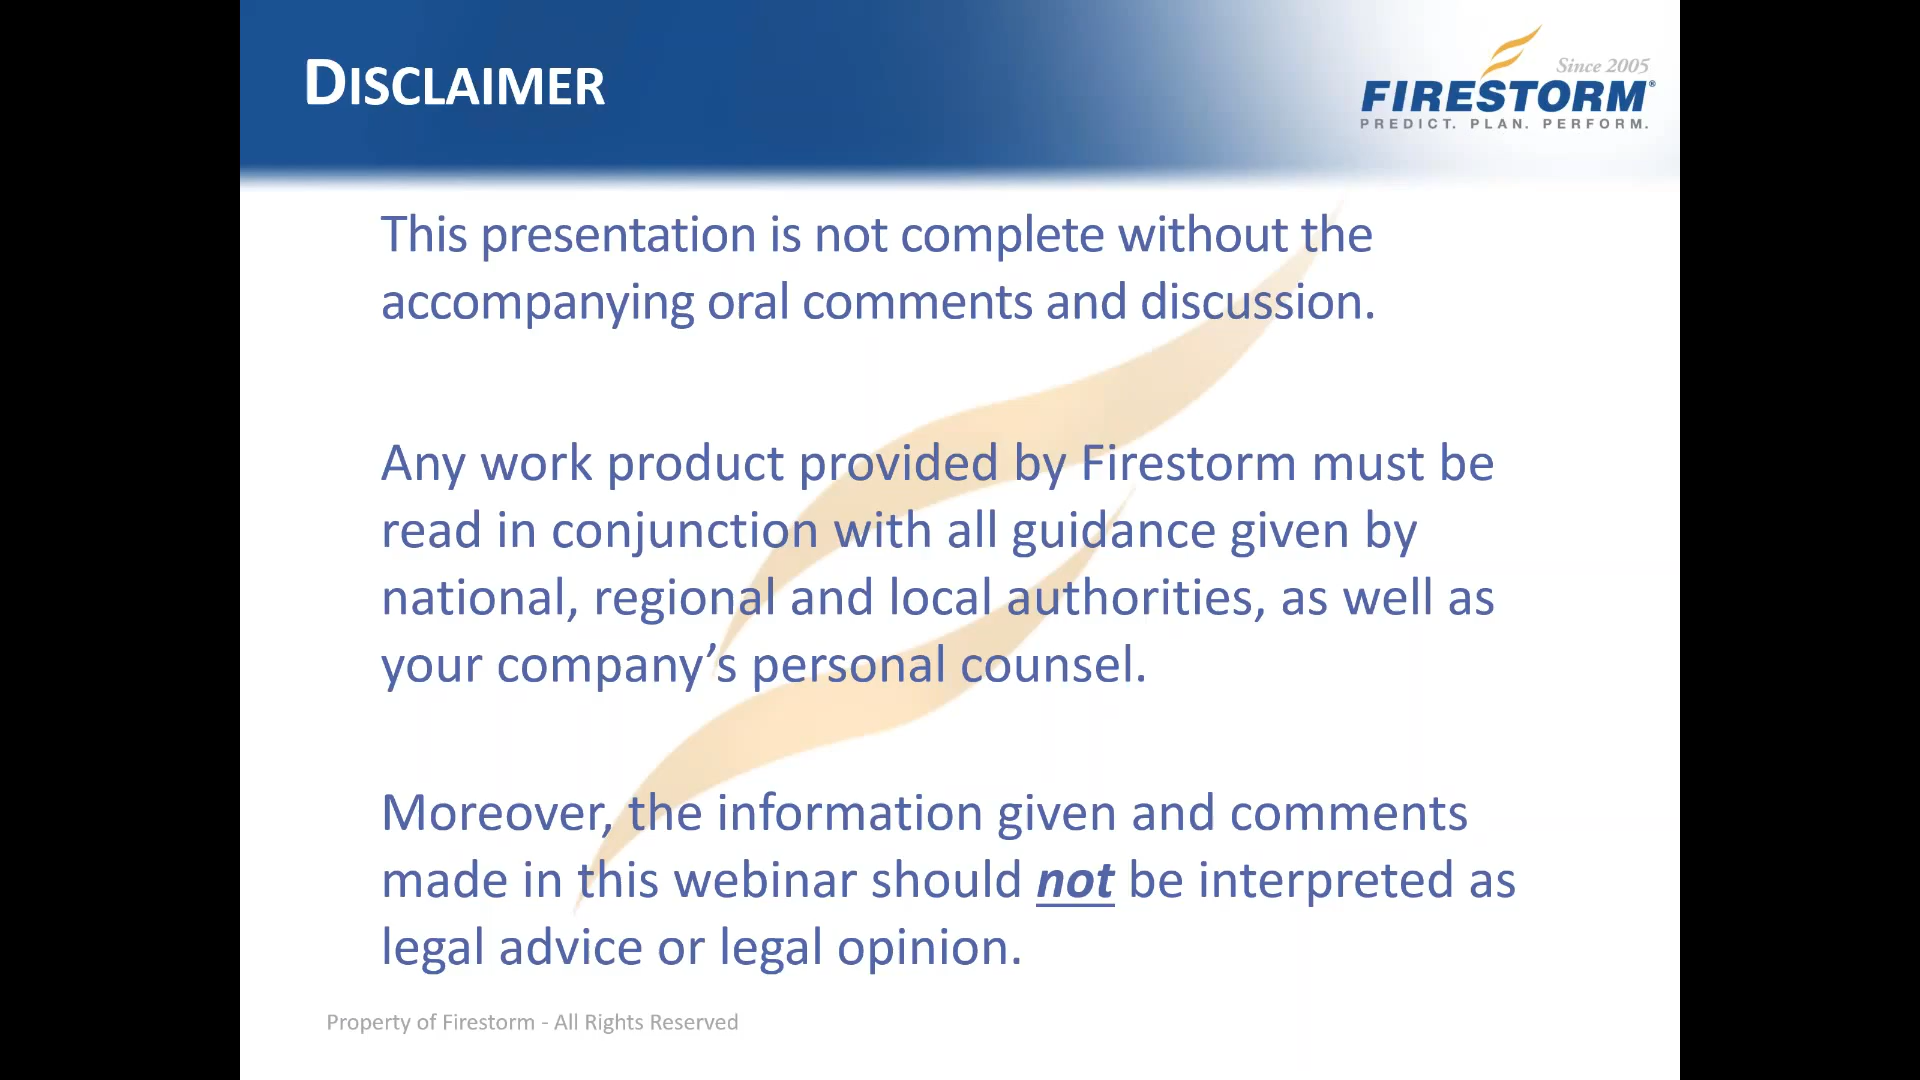 DISCLAIMER
Since 2005
FIRESTORM®
PREDICT. PLAN. PERFORM.
This presentation is not complete without the
accompanying oral comments and discussion.
Any work product provided by Firestorm must be
read in conjunction with all guidance given by
national, regional and local authorities, as well as
your company’s personal counsel.
Moreover, the information given and comments
made in this webinar should not be interpreted as
legal advice or legal opinion.
Property of Firestorm - All Rights Reserved